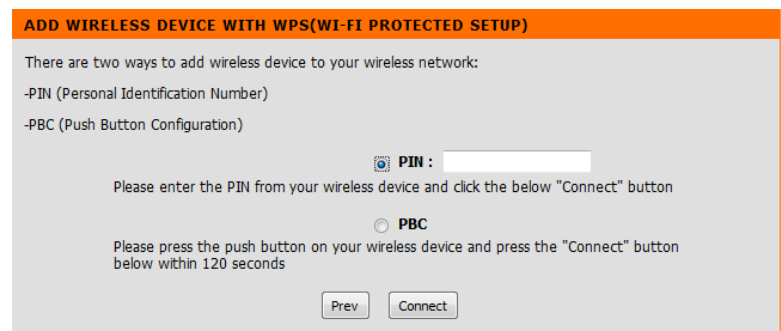 ADD WIRELESS DEVICE WITH WPS(WI-FI PROTECTED SETUP)
There are two ways to add wireless device to your wireless network:
-PIN (Personal Identification Number)
-PBC (Push Button Configuration)
PIN :
Please enter the PIN from your wireless device and click the below "Connect" button
PBC
Please press the push button on your wireless device and press the "Connect" button
below within 120 seconds
Prev Connect